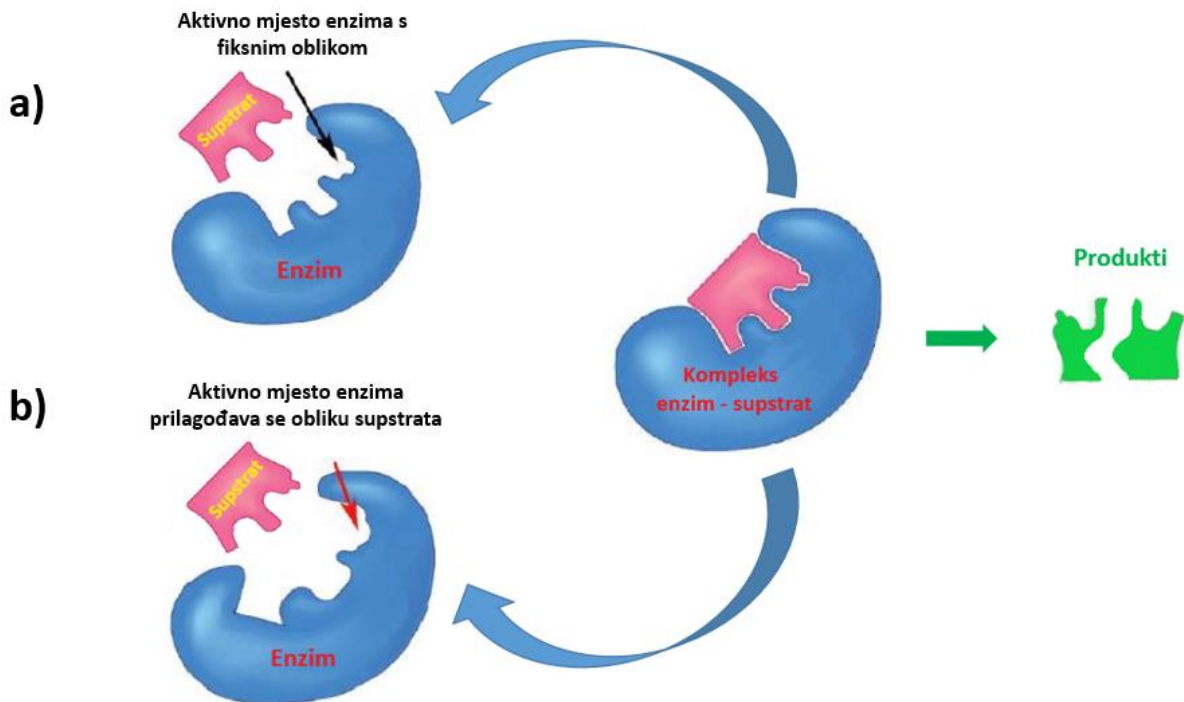 Aktivno mjesto enzima s
fiksnim oblikom
a)
Supstrat
Enzim
Produkti
Kompleks
enzim - supstrat
Aktivno mjesto enzima
prilagođava se obliku supstrata
b)
Supstrat
Enzim